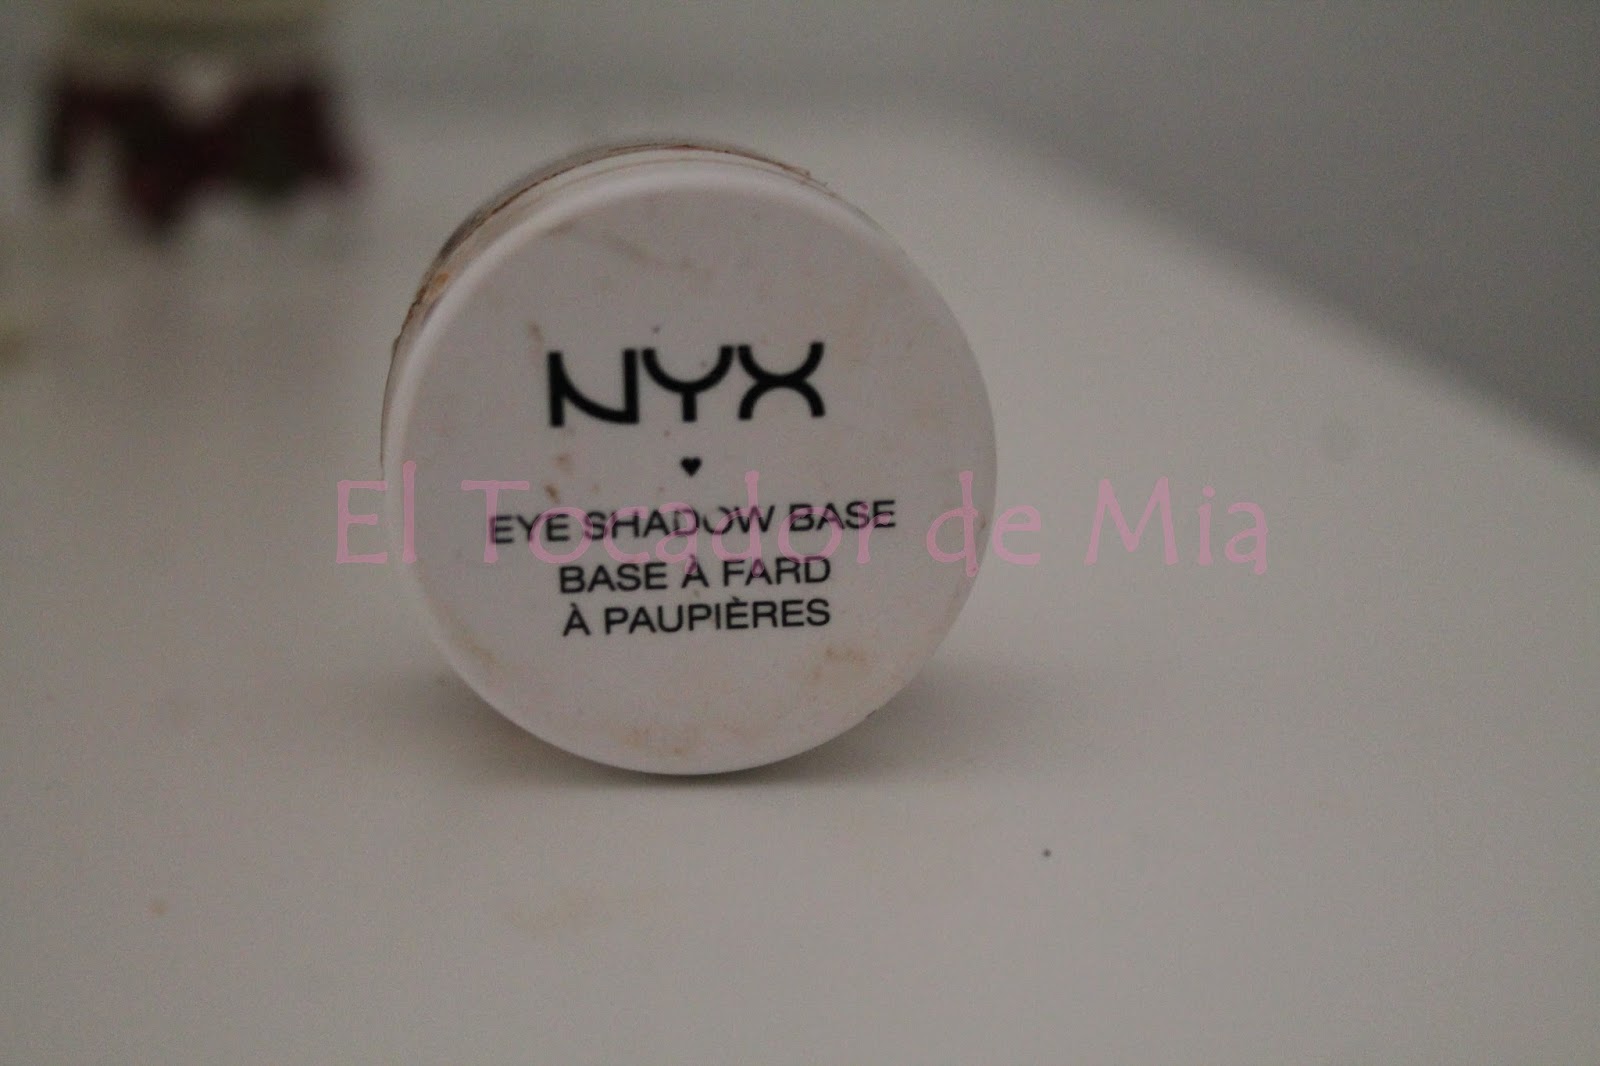 NYX
EYE SHADOW BASE
El Tocador de Mia
BASE À FARD
À PAUPIÈRES